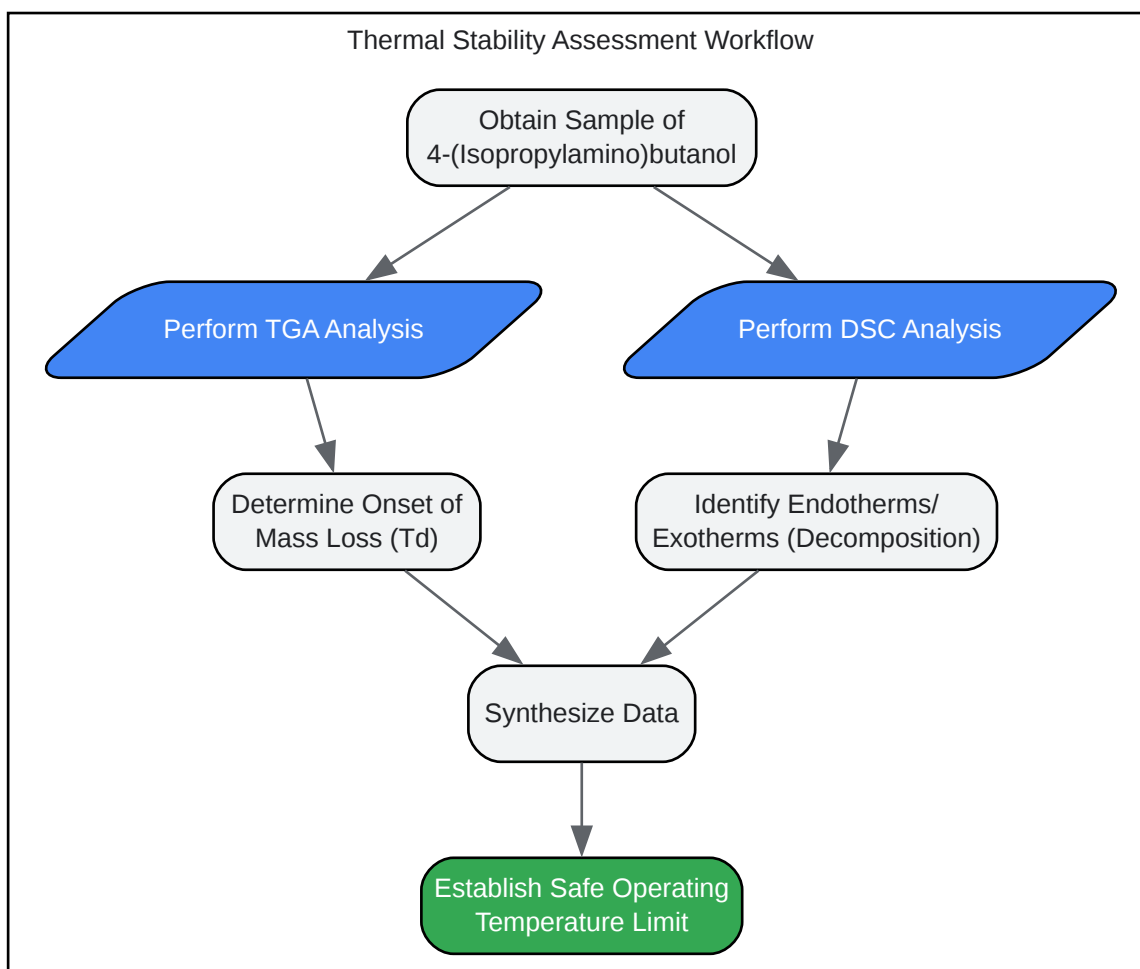 Thermal Stability Assessment Workflow
Obtain Sample of
4-(Isopropylamino)butanol
Perform TGA Analysis
Perform DSC Analysis
Determine Onset of
Mass Loss (Td)
Identify Endotherms/
Exotherms (Decomposition)
Synthesize Data
Establish Safe Operating
Temperature Limit